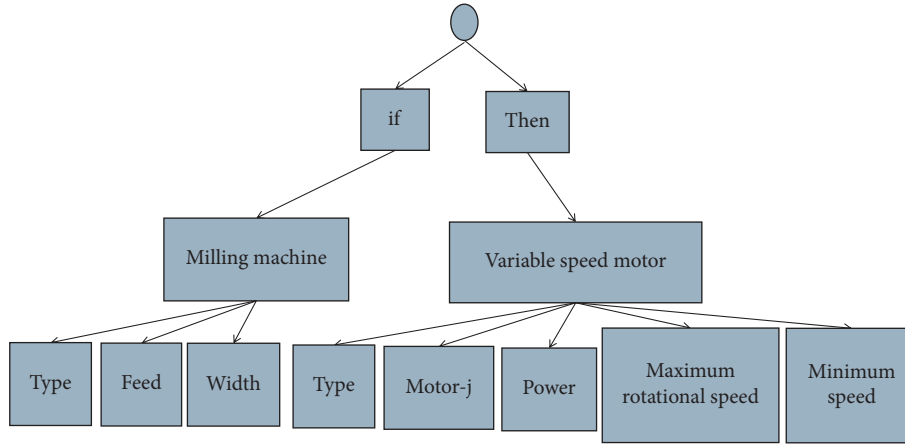 if
Then
Milling machine
Variable speed motor
Type
Feed
Width
Type
Motor-j
Power
Maximum
rotational speed
Minimum
speed